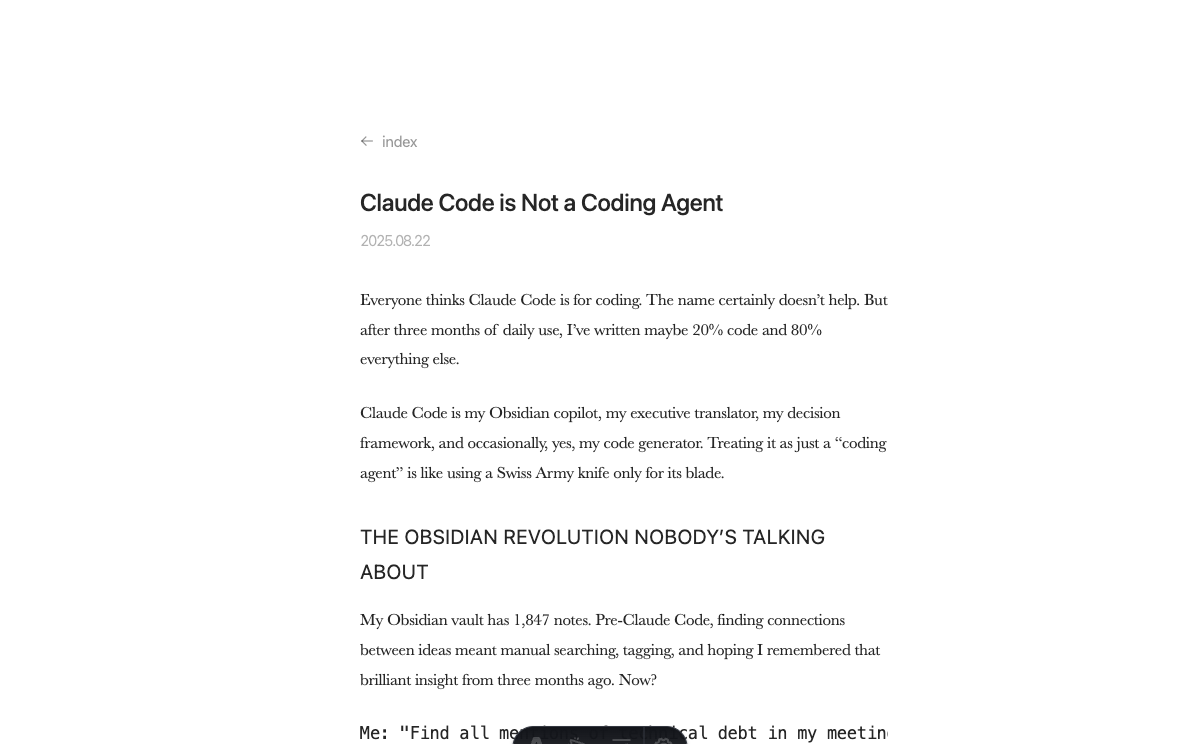 ← index
Claude Code is Not a Coding Agent
2025.08.22
Everyone thinks Claude Code is for coding. The name certainly doesn’t help. But
after three months of daily use, I’ve written maybe 20% code and 80%
everything else.
Claude Code is my Obsidian copilot, my executive translator, my decision
framework, and occasionally, yes, my code generator. Treating it as just a “coding
agent” is like using a Swiss Army knife only for its blade.
THE OBSIDIAN REVOLUTION NOBODY’S TALKING
ABOUT
My Obsidian vault has 1,847 notes. Pre-Claude Code, finding connections
between ideas meant manual searching, tagging, and hoping I remembered that
brilliant insight from three months ago. Now?
Me: "Find all debt in my